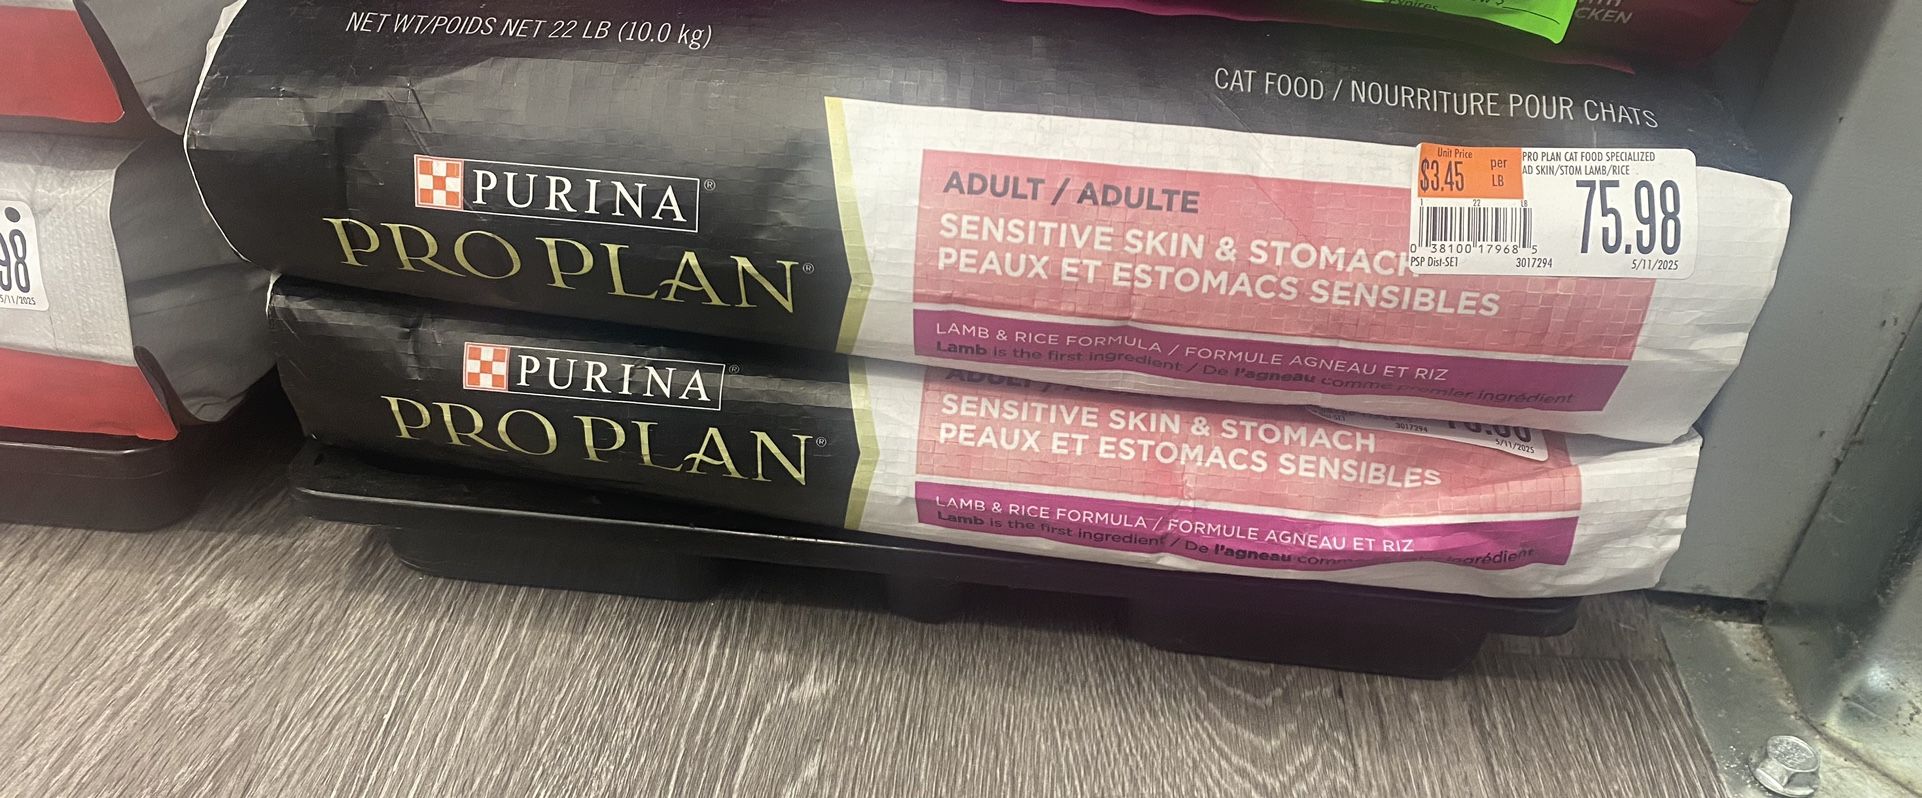 NET WT/POIDS NET 22 LB (10.0 kg)
CKEN
CAT FOOD / NOURRITURE POUR CHATS
PURINA®
PRO PLAN®
ADULT / ADULTE
SENSITIVE SKIN & STOMACH
PEAUX ET ESTOMACS SENSIBLES
LAMB & RICE FORMULA / FORMULE AGNEAU ET RIZ
Lamb is the first ingredient / De l'agneau comme premier ingrédient
Unit Price
$3.45 per LB
PRO PLAN CAT FOOD SPECIALIZED
AD SKIN/STOM LAMB/RICE
75.98
1 22 LB
0 38100 17968 5
PSP Dist-SE1 3017294 5/11/2025
98
5/11/2025
PURINA®
PRO PLAN®
SENSITIVE SKIN & STOMACH
PEAUX ET ESTOMACS SENSIBLES
3017294
5/11/2025
LAMB & RICE FORMULA / FORMULE AGNEAU ET RIZ
Lamb is the first ingredient / De l'agneau ingrédient